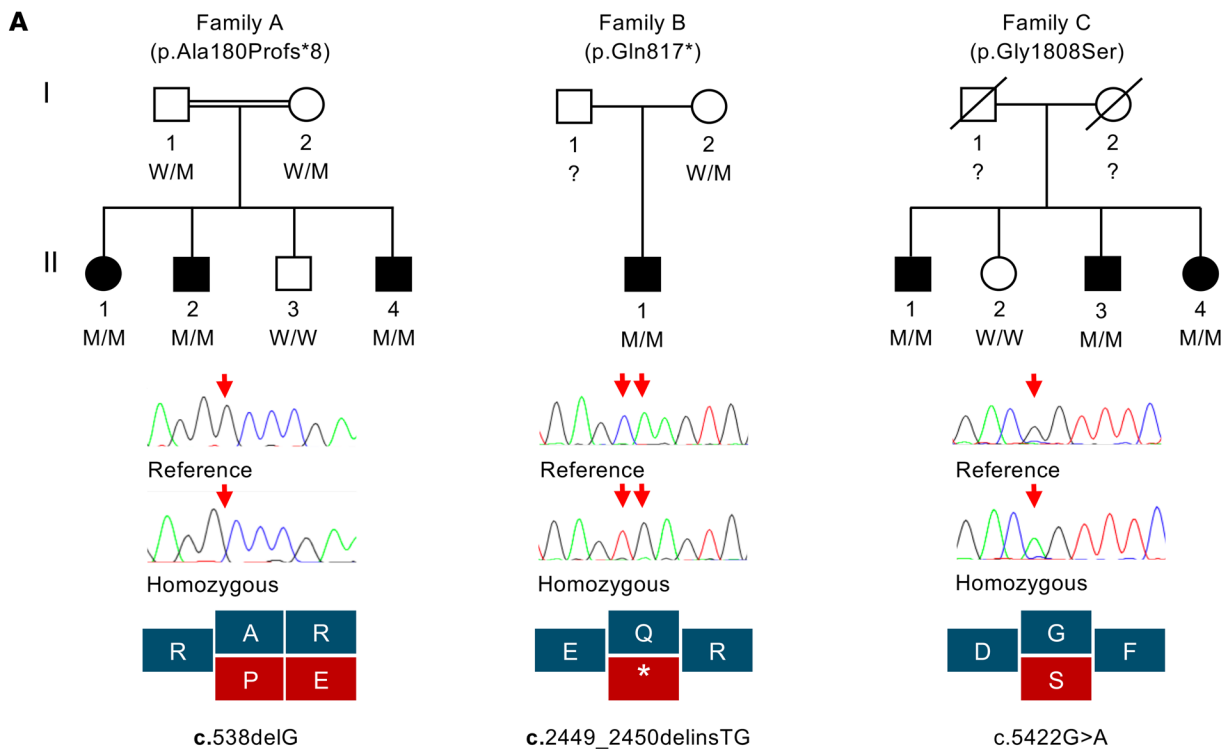 A
Family A
(p.Ala180Profs*8)
Family B
(p.Gln817*)
Family C
(p.Gly1808Ser)
I
1
2
W/M
W/M
1
2
?
W/M
1
2
?
?
II
1
2
3
4
M/M
M/M
W/W
M/M
1
M/M
1
2
3
4
M/M
W/W
M/M
M/M
Reference
Reference
Reference
Homozygous
Homozygous
Homozygous
R
A
R
P
E
E
Q
R
*
D
G
F
S
c.538delG
c.2449_2450delinsTG
c.5422G>A